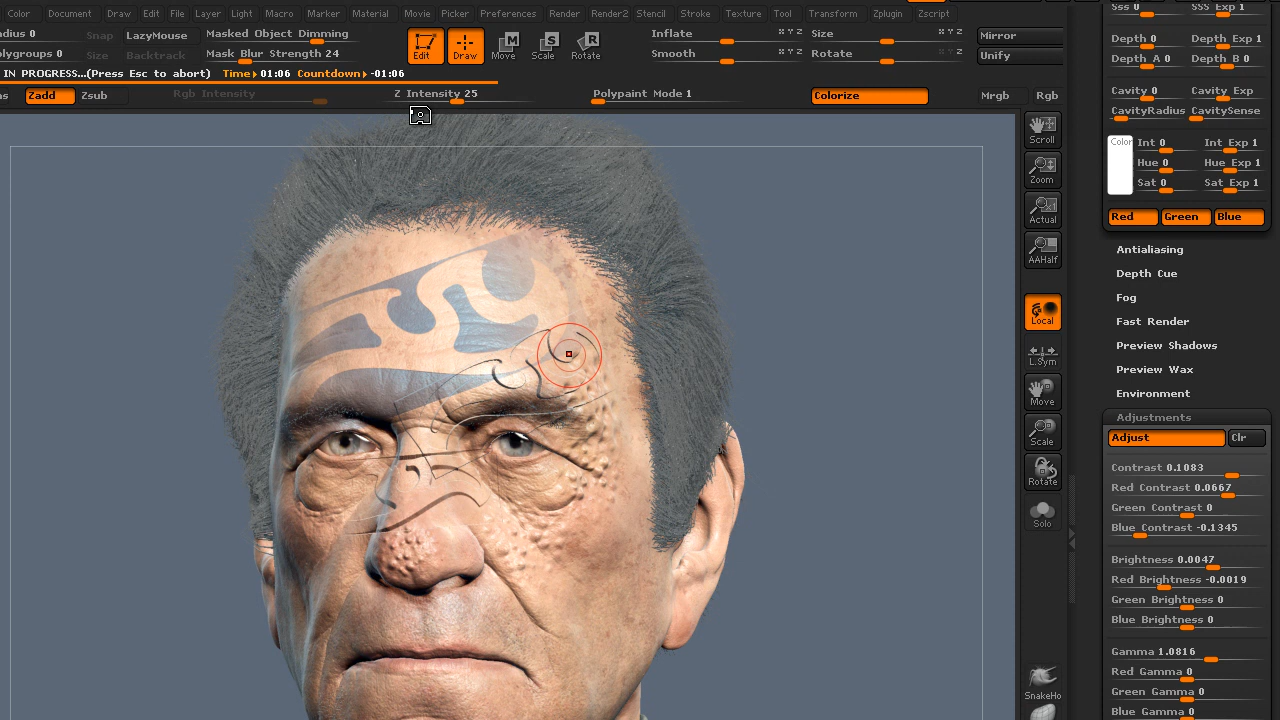 Color Document Draw Edit File Layer Light Macro Marker Material Movie Picker Preferences Render Render2 Stencil Stroke Texture Tool Transform Zplugin Zscript
adius 0 Snap LazyMouse Masked Object Dimming
olygroups 0 Size Backtrack Mask Blur Strength 24
Edit Draw Move Scale Rotate
Inflate X Y Z Size X Y Z Mirror
Smooth Rotate X Y Z Unify
IN PROGRESS...(Press Esc to abort) Time 01:06 Countdown -01:06
ns Zadd Zsub Rgb Intensity Z Intensity 25 Polypaint Mode 1 Colorize Mrgb Rgb
Scroll
Zoom
Actual
AAHalf
Local
L.Sym
Move
Scale
Rotate
Solo
SnakeHo
Sss 0 SSS Exp 1
Depth 0 Depth Exp 1
Depth A 0 Depth B 0
Cavity 0 Cavity Exp
CavityRadius CavitySense
Color Int 0 Int Exp 1
Hue 0 Hue Exp 1
Sat 0 Sat Exp 1
Red Green Blue
Antialiasing
Depth Cue
Fog
Fast Render
Preview Shadows
Preview Wax
Environment
Adjustments
Adjust Clr
Contrast 0.1083
Red Contrast 0.0667
Green Contrast 0
Blue Contrast -0.1345
Brightness 0.0047
Red Brightness -0.0019
Green Brightness 0
Blue Brightness 0
Gamma 1.0816
Red Gamma 0
Green Gamma 0
Blue Gamma 0